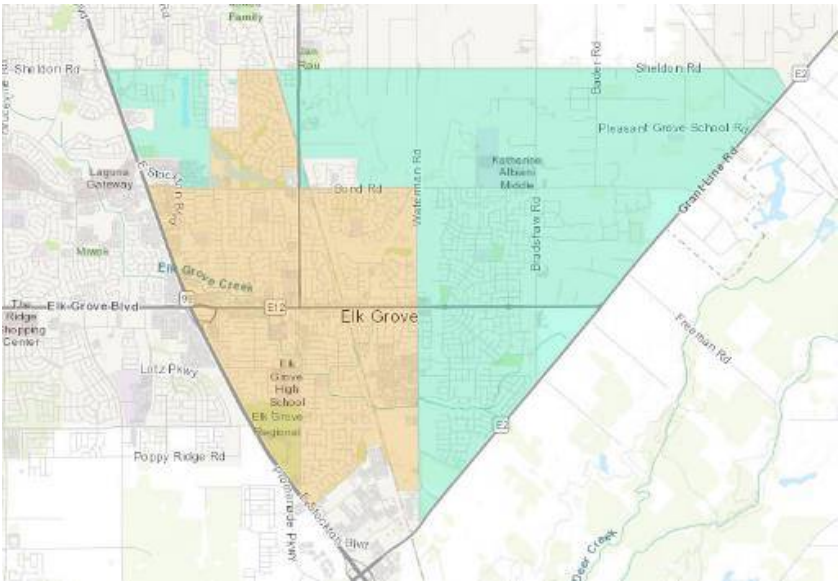 Family
Jan
Rau
Sheldon Rd
Sheldon Rd
Bader Rd
E2
Pleasant Grove School Rd
Laguna
Gateway
E Stockton Blvd
Bond Rd
Waterman Rd
Katherine
Albiani
Middle
Bradshaw Rd
Grant Line Rd
Elk Grove Creek
99
The
Ridge
Shopping
Center
Elk Grove Blvd
E12
Elk Grove
Freeman Rd
Lotz Pkwy
Elk
Grove
High
School
Elk Grove
Regional
E2
Poppy Ridge Rd
Promenade Pkwy
E Stockton Blvd
Deer Creek